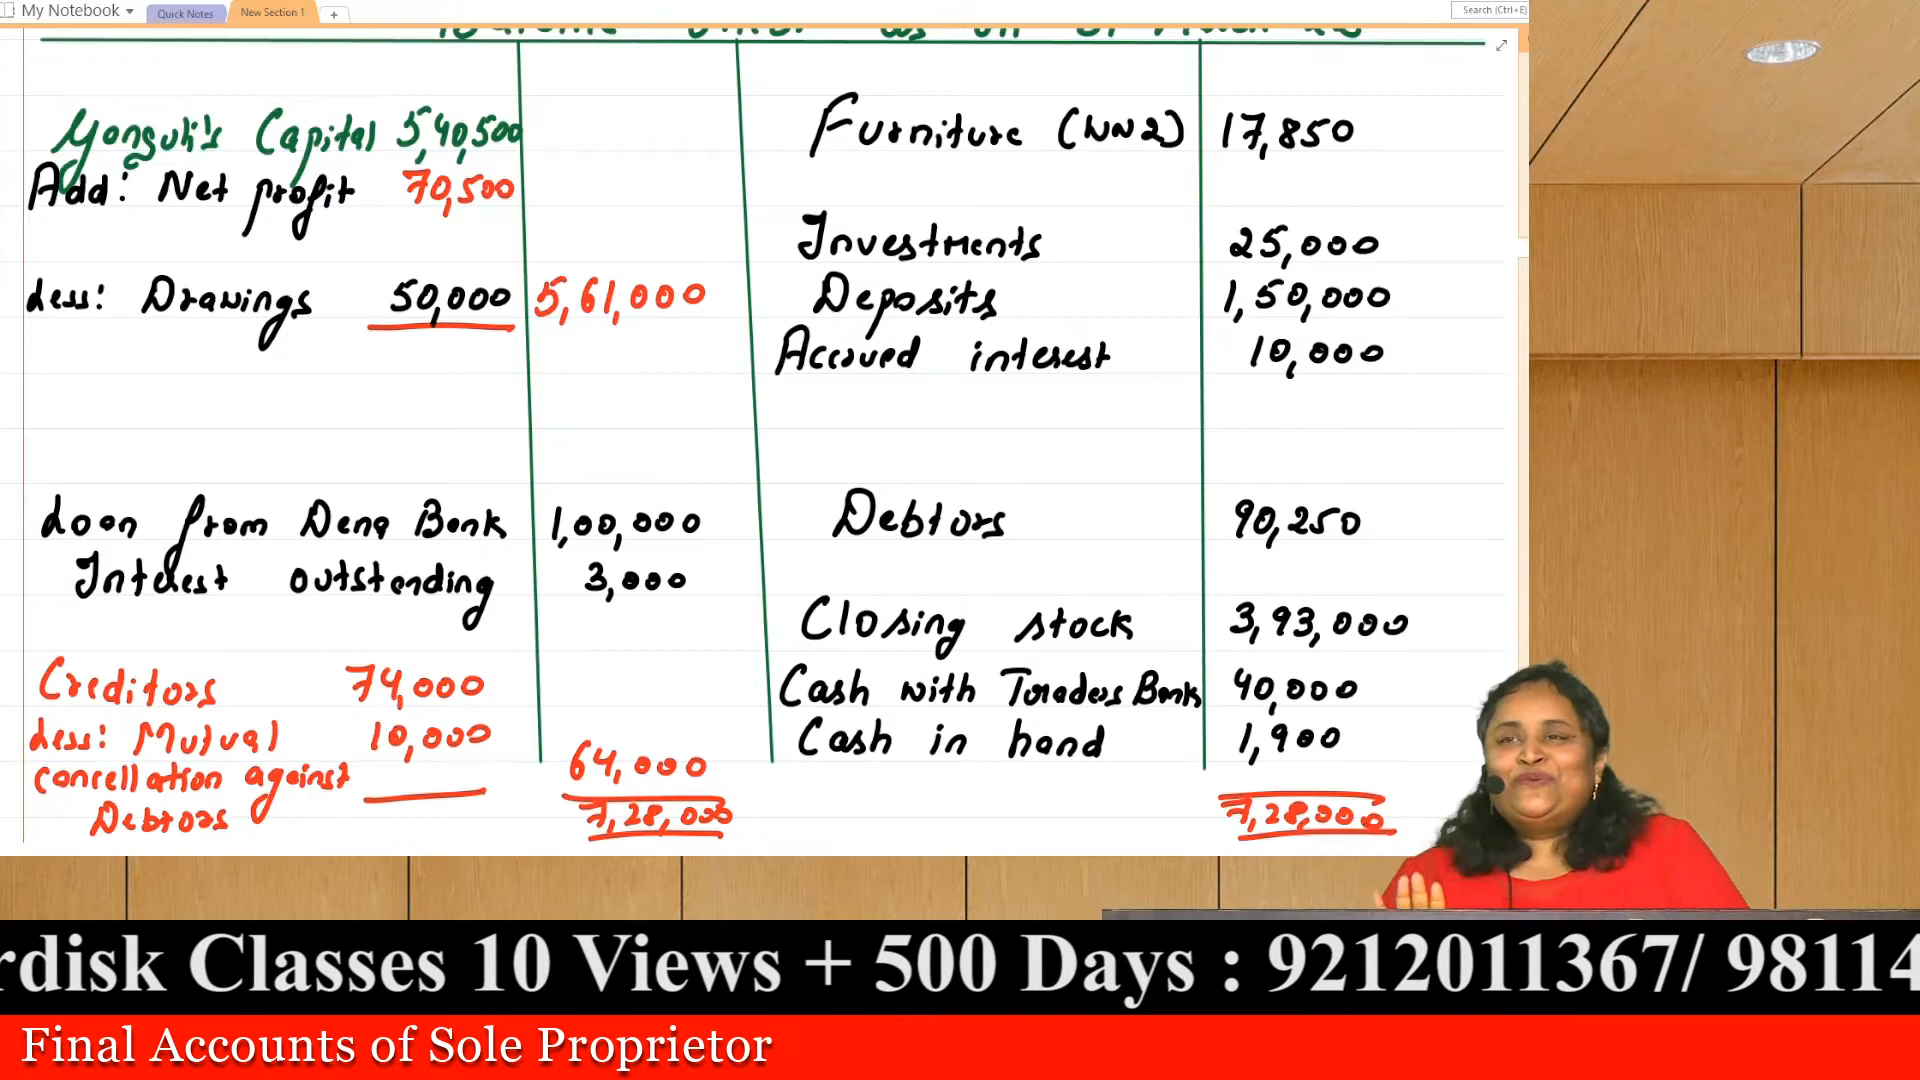 My Notebook
Quick Notes
New Section 1
+
Search (Ctrl+E)
Capital 5,40,500
Add: Net profit 70,500
Less: Drawings 50,000 5,61,000
Loan from Dena Bank 1,00,000
Interest outstanding 3,000
Creditors 74,000
Less: Mutual 10,000
cancellation against
Debtors
64,000
7,28,000
Furniture (WN2) 17,850
Investments 25,000
Deposits 1,50,000
Accrued interest 10,000
Debtors 90,250
Closing stock 3,93,000
Cash with Traders Bank 40,000
Cash in hand 1,900
7,28,000
rdisk Classes 10 Views + 500 Days : 9212011367/ 98114
Final Accounts of Sole Proprietor